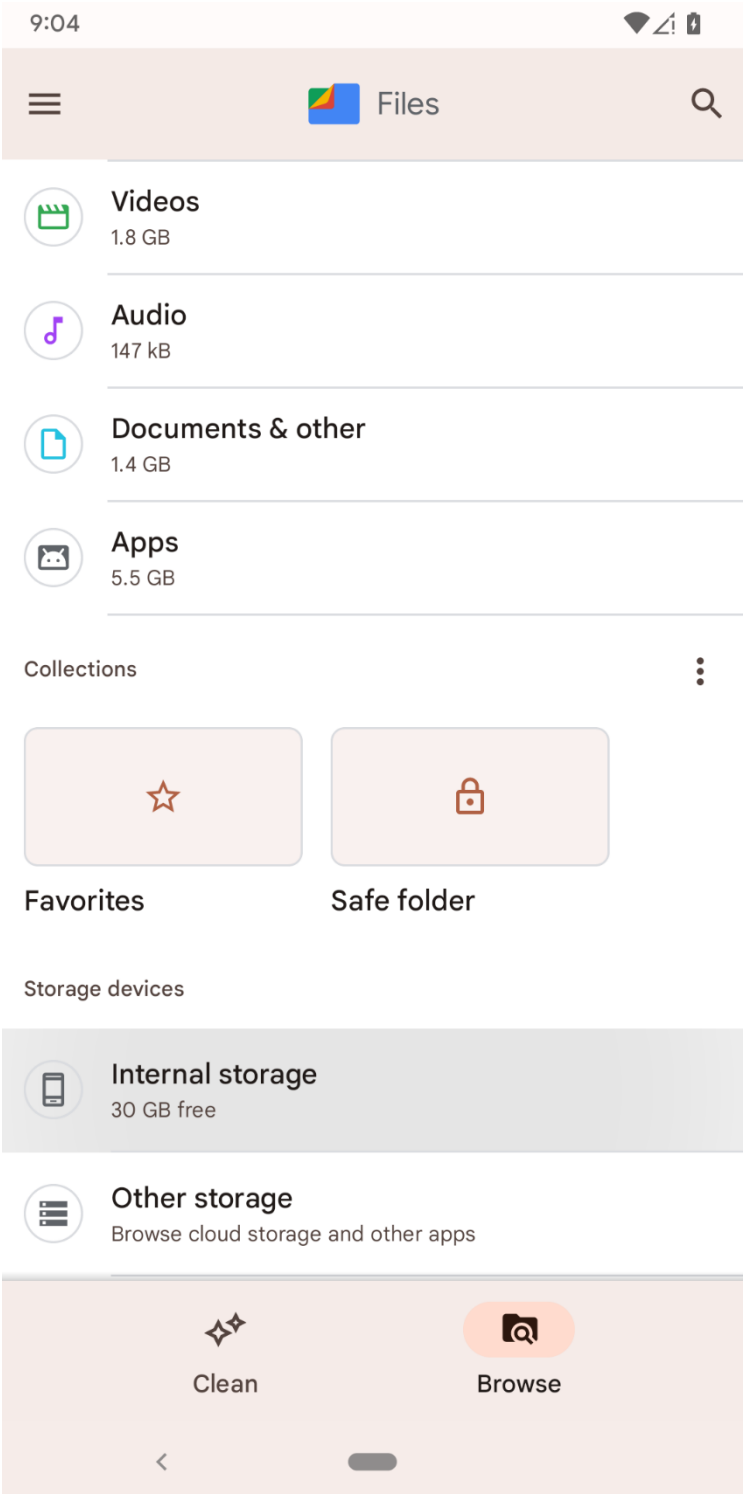 9:04
Files
Videos
1.8 GB
Audio
147 kB
Documents & other
1.4 GB
Apps
5.5 GB
Collections
Favorites
Safe folder
Storage devices
Internal storage
30 GB free
Other storage
Browse cloud storage and other apps
Clean
Browse